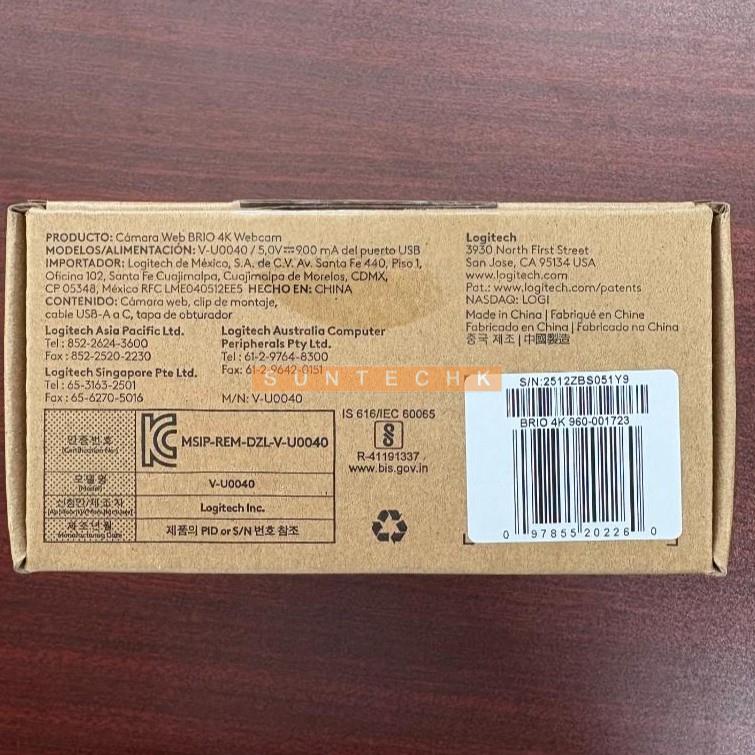 PRODUCTO: Cámara Web BRIO 4K Webcam
MODELOS/ALIMENTACIÓN: V-U0040 / 5,0V⎓900 mA del puerto USB
IMPORTADOR: Logitech de México, S.A. de C.V. Av. Santa Fe 440, Piso 1,
Oficina 102, Santa Fe Cuajimalpa, Cuajimalpa de Morelos, CDMX,
CP 05348, México RFC LME040512EE5 HECHO EN: CHINA
CONTENIDO: Cámara web, clip de montaje,
cable USB-A a C, tapa de obturador
Logitech Asia Pacific Ltd.
Tel : 852-2624-3600
Fax : 852-2520-2230
Logitech Singapore Pte Ltd.
Tel : 65-3163-2501
Fax : 65-6270-5016
Logitech Australia Computer
Peripherals Pty Ltd.
Tel : 61-2-9764-8300
Fax: 61-2-9642-0151
M/N: V-U0040
Logitech
3930 North First Street
San Jose, CA 95134 USA
www.logitech.com
Pat.: www.logitech.com/patents
NASDAQ: LOGI
Made in China | Fabriqué en Chine
Fabricado en China | Fabricado na China
중국 제조 | 中國製造
SUNTECHK
인증번호
(Certification No.)
MSIP-REM-DZL-V-U0040
모델명
(Model)
V-U0040
신청인/제조자
Logitech Inc.
제조년월
(Manufacturing Date)
제품의 PID or S/N 번호 참조
IS 616/IEC 60065
R-41191337
www.bis.gov.in
S/N:2512ZBS051Y9
BRIO 4K 960-001723
0 97855 20226 0